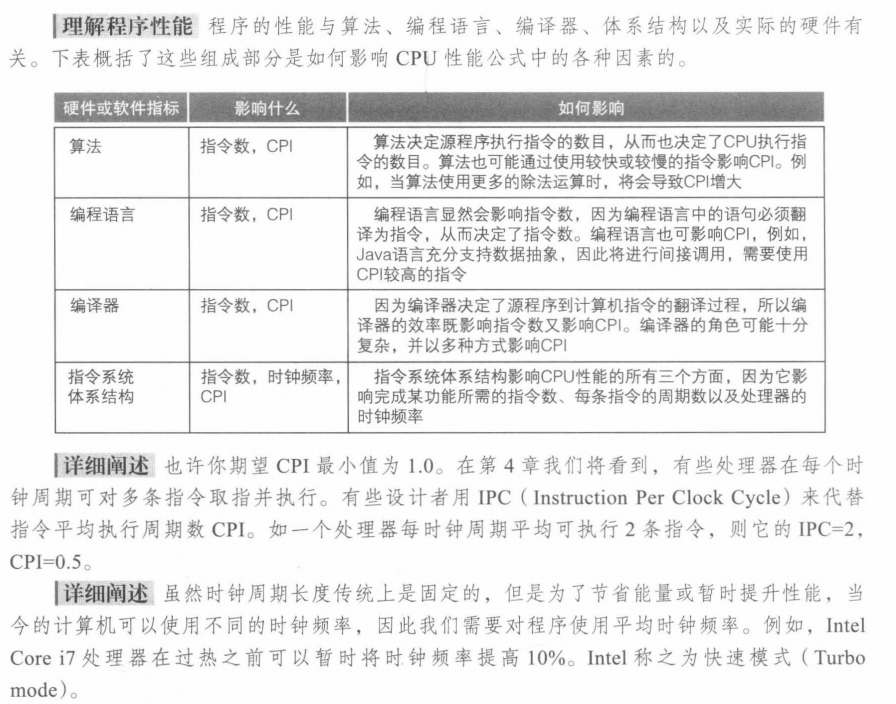 理解程序性能 程序的性能与算法、编程语言、编译器、体系结构以及实际的硬件有
关。下表概括了这些组成部分是如何影响 CPU 性能公式中的各种因素的。
硬件或软件指标 影响什么 如何影响
算法 指令数，CPI 算法决定源程序执行指令的数目，从而也决定了CPU执行指
令的数目。算法也可能通过使用较快或较慢的指令影响CPI。例
如，当算法使用更多的除法运算时，将会导致CPI增大
编程语言 指令数，CPI 编程语言显然会影响指令数，因为编程语言中的语句必须翻
译为指令，从而决定了指令数。编程语言也可影响CPI，例如，
Java语言充分支持数据抽象，因此将进行间接调用，需要使用
CPI较高的指令
编译器 指令数，CPI 因为编译器决定了源程序到计算机指令的翻译过程，所以编
译器的效率既影响指令数又影响CPI。编译器的角色可能十分
复杂，并以多种方式影响CPI
指令系统 指令数，时钟频率， 指令系统体系结构影响CPU性能的所有三个方面，因为它影
体系结构 CPI 响完成某功能所需的指令数、每条指令的周期数以及处理器的
时钟频率
详细阐述 也许你期望 CPI 最小值为 1.0。在第 4 章我们将看到，有些处理器在每个时
钟周期可对多条指令取指并执行。有些设计者用 IPC（Instruction Per Clock Cycle）来代替
指令平均执行周期数 CPI。如一个处理器每时钟周期平均可执行 2 条指令，则它的 IPC=2，
CPI=0.5。
详细阐述 虽然时钟周期长度传统上是固定的，但是为了节省能量或暂时提升性能，当
今的计算机可以使用不同的时钟频率，因此我们需要对程序使用平均时钟频率。例如，Intel
Core i7 处理器在过热之前可以暂时将时钟频率提高 10%。Intel 称之为快速模式（Turbo
mode）。